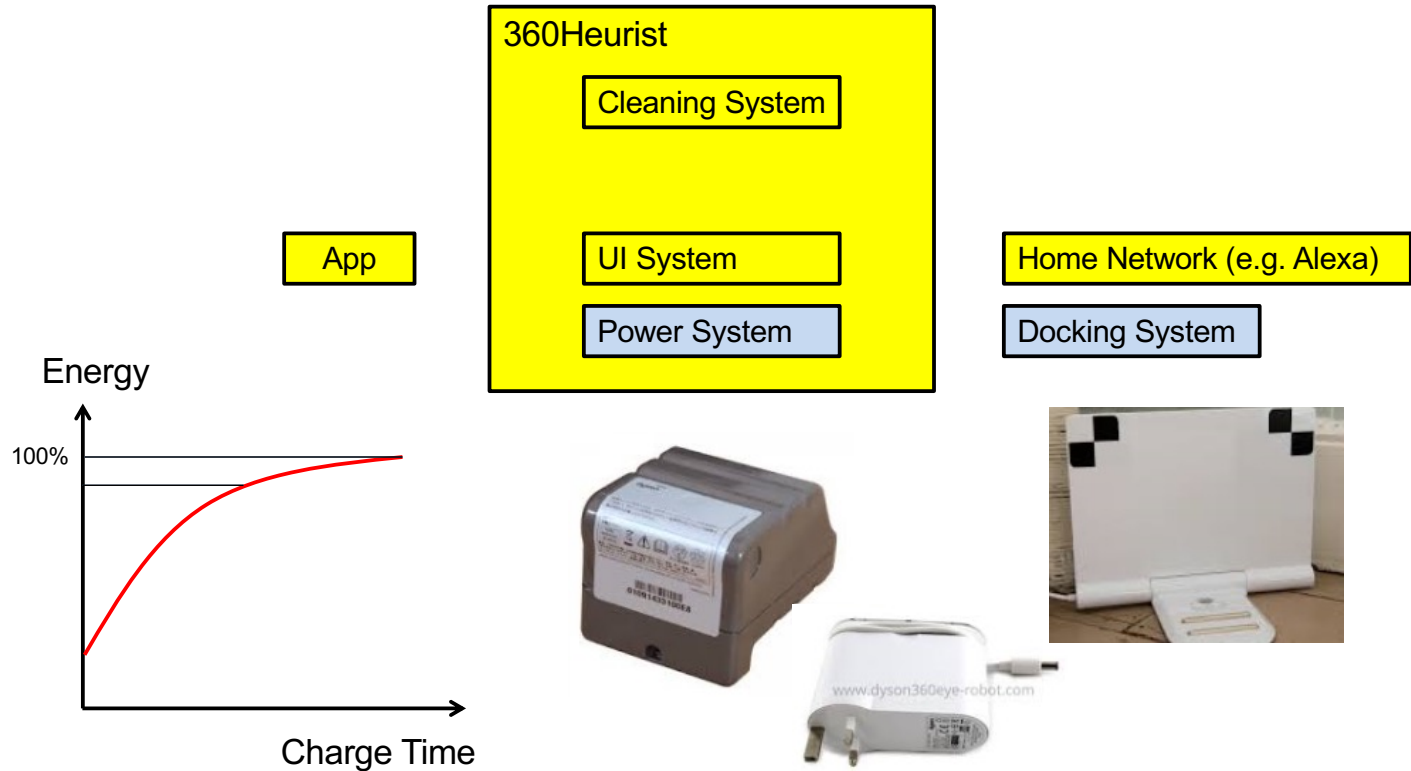 360Heurist
Cleaning System
App
UI System
Home Network (e.g. Alexa)
Power System
Docking System
Energy
100%
Charge Time
dyson
www.dyson360eye-robot.com